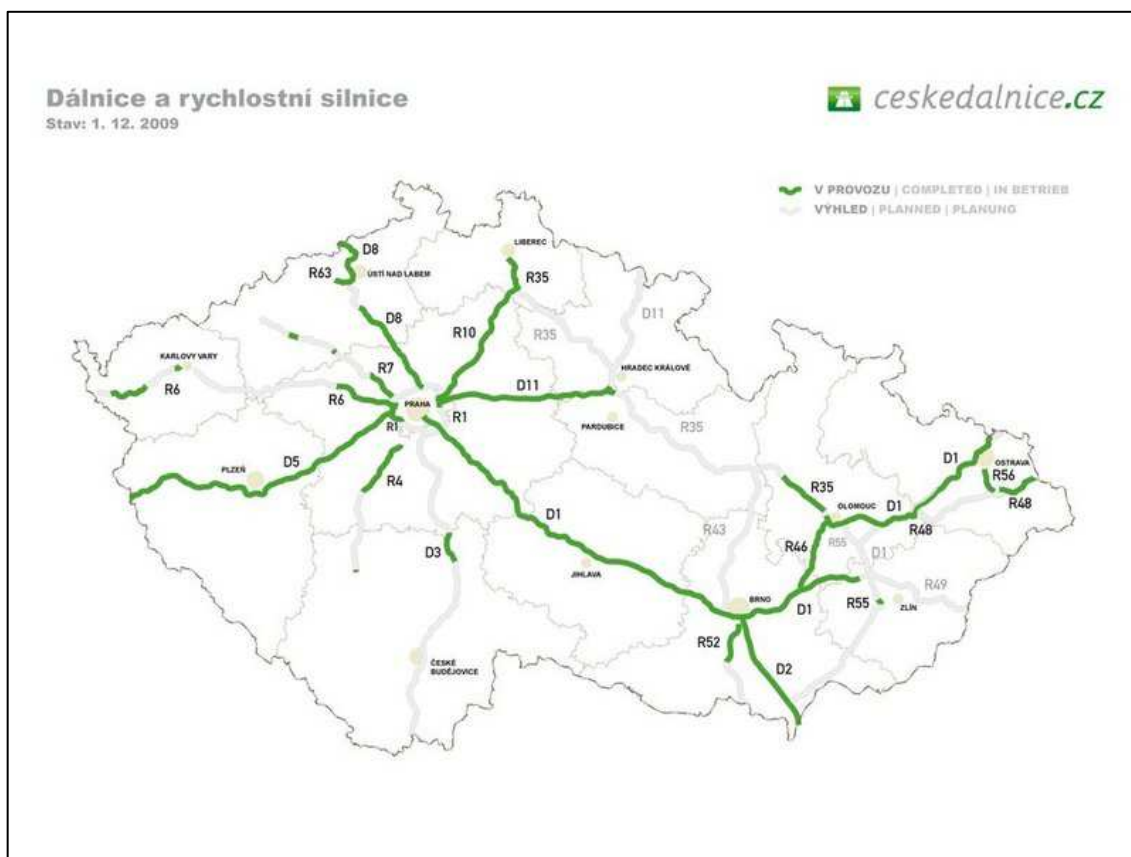 Dálnice a rychlostní silnice
Stav: 1. 12. 2009
ceskedalnice.cz
V PROVOZU | COMPLETED | IN BETRIEB
VÝHLED | PLANNED | PLANUNG
D8
LIBEREC
R63
ÚSTÍ NAD LABEM
R35
D11
D8
R10
R35
KARLOVY VARY
R7
HRADEC KRÁLOVÉ
R6
R6
D11
PRAHA
R1
R1
PARDUBICE
R35
D5
PLZEŇ
R4
D1
OSTRAVA
R56
R35
D1
R48
D1
OLOMOUC
R48
R43
R55
R46
D1
D3
JIHLAVA
R49
BRNO
D1
R55
ZLÍN
R52
ČESKÉ
BUDĚJOVICE
D2